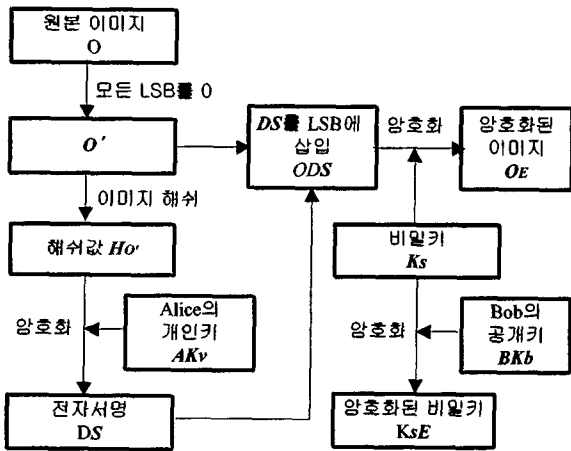 원본 이미지
O
모든 LSB를 0
O'
DS를 LSB에
삽입
ODS
암호화
암호화된
이미지
OE
이미지 해쉬
해쉬값 HO'
비밀키
Ks
암호화
Alice의
개인키
AKv
암호화
Bob의
공개키
BKb
전자서명
DS
암호화된 비밀키
KsE